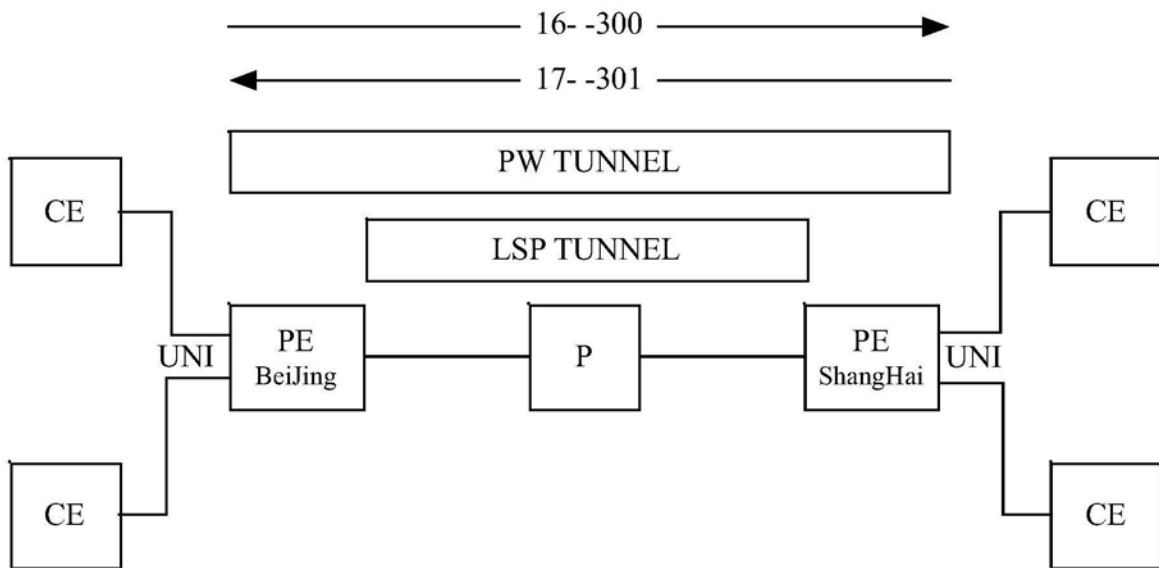 16- -300
17- -301
PW TUNNEL
CE
CE
LSP TUNNEL
UNI
PE
BeiJing
P
PE
ShangHai
UNI
CE
CE